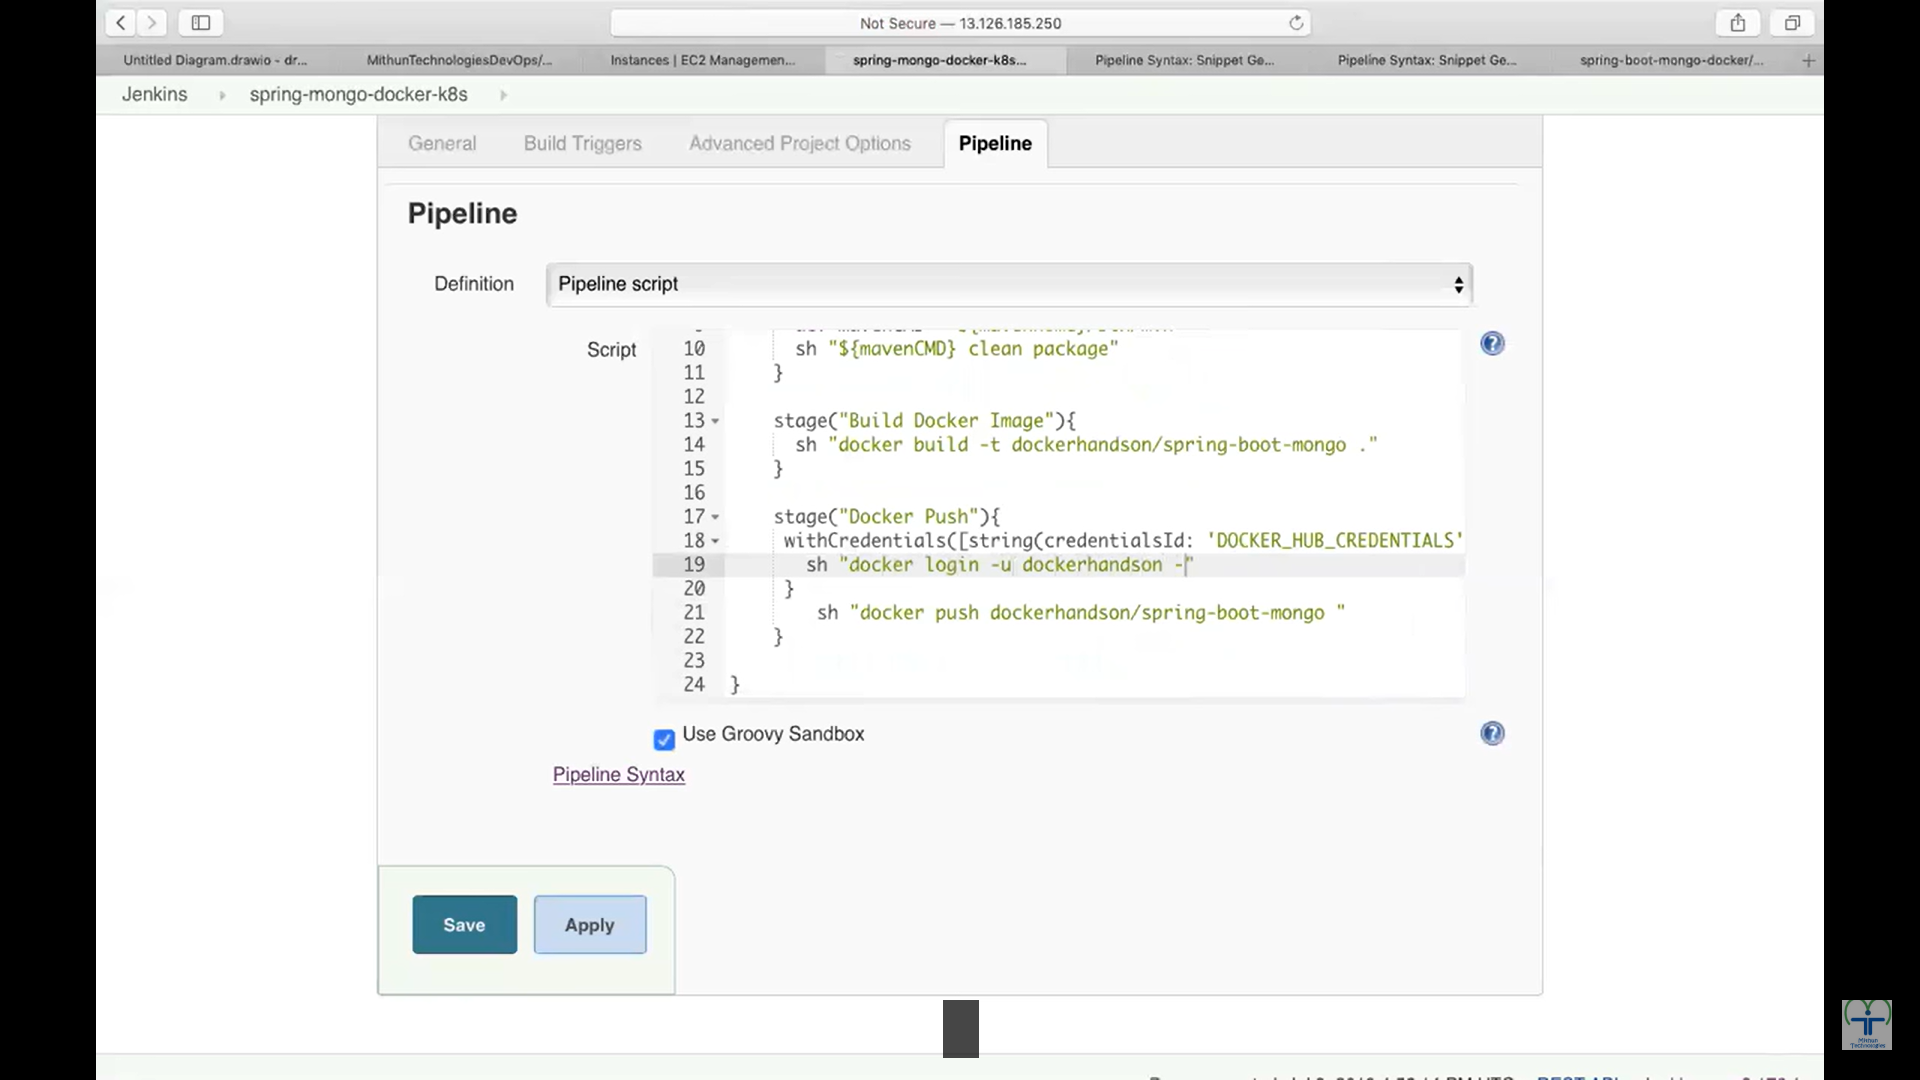 Not Secure — 13.126.185.250
Untitled Diagram.drawio - dr...
MithunTechnologiesDevOps/...
Instances | EC2 Managemen...
spring-mongo-docker-k8s...
Pipeline Syntax: Snippet Ge...
Pipeline Syntax: Snippet Ge...
spring-boot-mongo-docker/...
Jenkins
spring-mongo-docker-k8s
General
Build Triggers
Advanced Project Options
Pipeline
Pipeline
Definition
Pipeline script
Script
10 sh "${mavenCMD} clean package"
11 }
12
13 stage("Build Docker Image"){
14 sh "docker build -t dockerhandson/spring-boot-mongo ."
15 }
16
17 stage("Docker Push"){
18 withCredentials([string(credentialsId: 'DOCKER_HUB_CREDENTIALS'
19 sh "docker login -u dockerhandson -"
20 }
21 sh "docker push dockerhandson/spring-boot-mongo "
22 }
23
24 }
Use Groovy Sandbox
Pipeline Syntax
Save
Apply
Mithun
Technologies